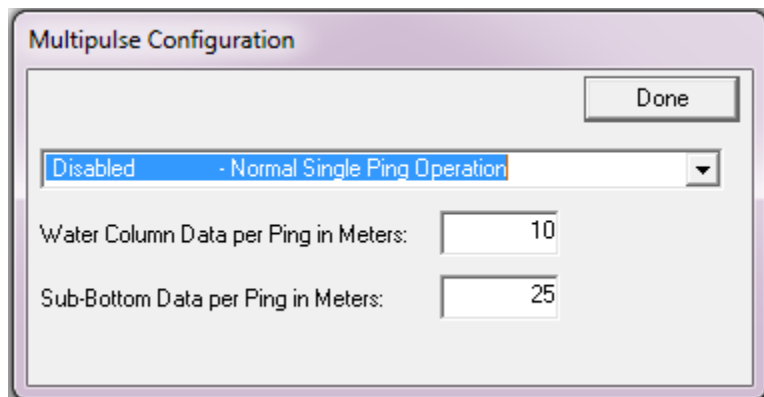 Multipulse Configuration
Done
Disabled - Normal Single Ping Operation
Water Column Data per Ping in Meters: 10
Sub-Bottom Data per Ping in Meters: 25